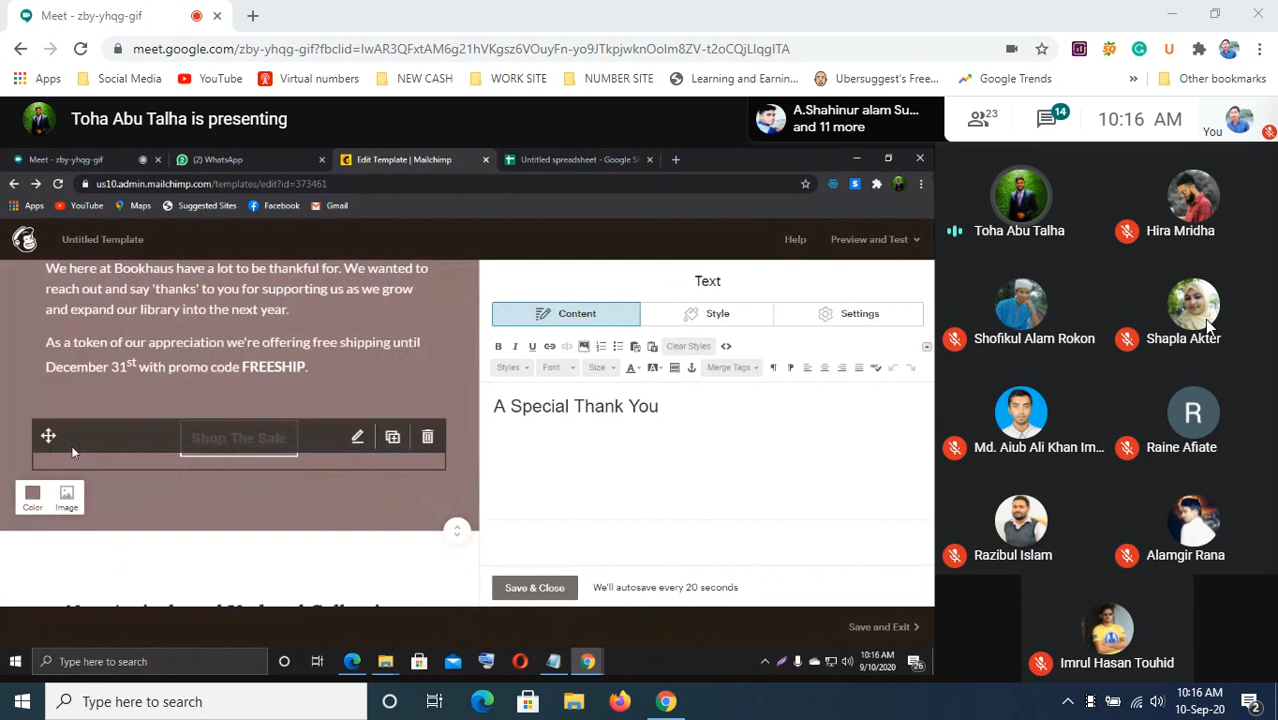 Meet - zby-yhqg-gif
meet.google.com/zby-yhqg-gif?fbclid=IwAR3QFxtAM6g21hVKgsz6VOuyFn-yo9JTkpjwknOolm8ZV-t2oCQjLlqglTA
Apps Social Media YouTube Virtual numbers NEW CASH WORK SITE NUMBER SITE Learning and Earnin... Ubersuggest's Free... Google Trends » Other bookmarks
Toha Abu Talha is presenting
A.Shahinur alam Su...
and 11 more
23
14
10:16 AM
You
Meet - zby-yhqg-gif
(2) WhatsApp
Edit Template | Mailchimp
Untitled spreadsheet - Google Sh
us10.admin.mailchimp.com/templates/edit?id=373461
Apps YouTube Maps Suggested Sites Facebook Gmail
Untitled Template
Help
Preview and Test
We here at Bookhaus have a lot to be thankful for. We wanted
reach out and say 'thanks' to you for supporting us as we grow
and expand our library into the next year.
As a token of our appreciation we're offering free shipping until
December 31st with promo code FREESHIP.
Shop The Sale
Color Image
Text
Content Style Settings
B I U Clear Styles
Styles Font Size A A Merge Tags
A Special Thank You
Save & Close
We'll autosave every 20 seconds
Save and Exit
Type here to search
10:16 AM
9/10/2020
26
Toha Abu Talha
Hira Mridha
Shofikul Alam Rokon
Shapla Akter
Md. Aiub Ali Khan Im...
R
Raine Afiate
Razibul Islam
Alamgir Rana
Imrul Hasan Touhid
Type here to search
10:16 AM
10-Sep-20
2